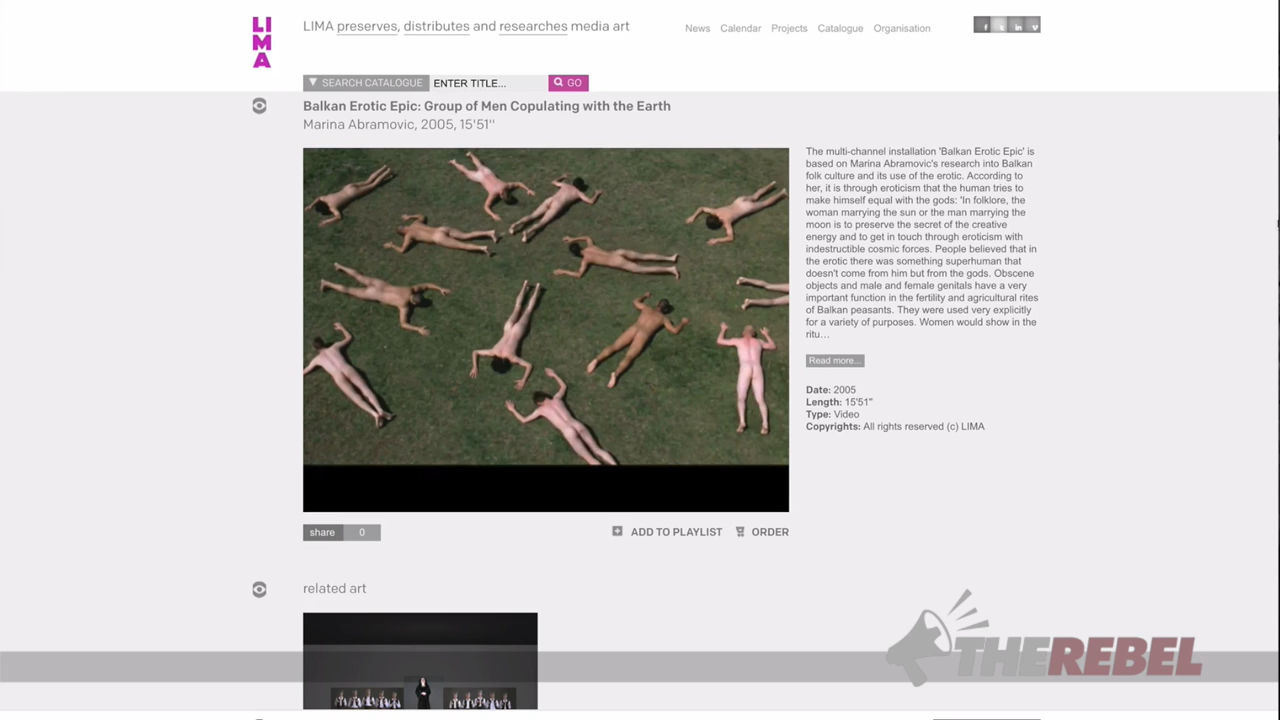 LI
MA
LIMA preserves, distributes and researches media art
News Calendar Projects Catalogue Organisation
SEARCH CATALOGUE ENTER TITLE... GO
Balkan Erotic Epic: Group of Men Copulating with the Earth
Marina Abramovic, 2005, 15'51''
The multi-channel installation 'Balkan Erotic Epic' is
based on Marina Abramovic's research into Balkan
folk culture and its use of the erotic. According to
her, it is through eroticism that the human tries to
make himself equal with the gods: 'In folklore, the
woman marrying the sun or the man marrying the
moon is to preserve the secret of the creative
energy and to get in touch through eroticism with
indestructible cosmic forces. People believed that in
the erotic there was something superhuman that
doesn't come from him but from the gods. Obscene
objects and male and female genitals have a very
important function in the fertility and agricultural rites
of Balkan peasants. They were used very explicitly
for a variety of purposes. Women would show in the
ritu…
Read more...
Date: 2005
Length: 15'51"
Type: Video
Copyrights: All rights reserved (c) LIMA
share 0
ADD TO PLAYLIST ORDER
related art
THEREBEL